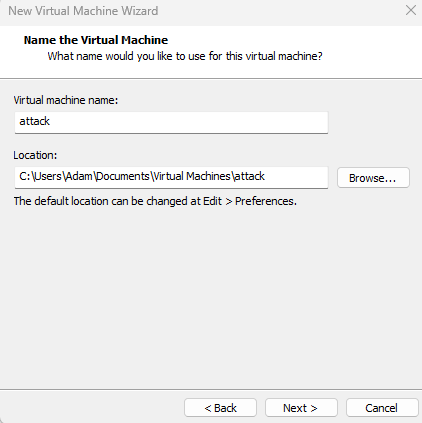 New Virtual Machine Wizard
Name the Virtual Machine
What name would you like to use for this virtual machine?
Virtual machine name:
attack
Location:
C:\Users\Adam\Documents\Virtual Machines\attack
Browse...
The default location can be changed at Edit > Preferences.
< Back
Next >
Cancel